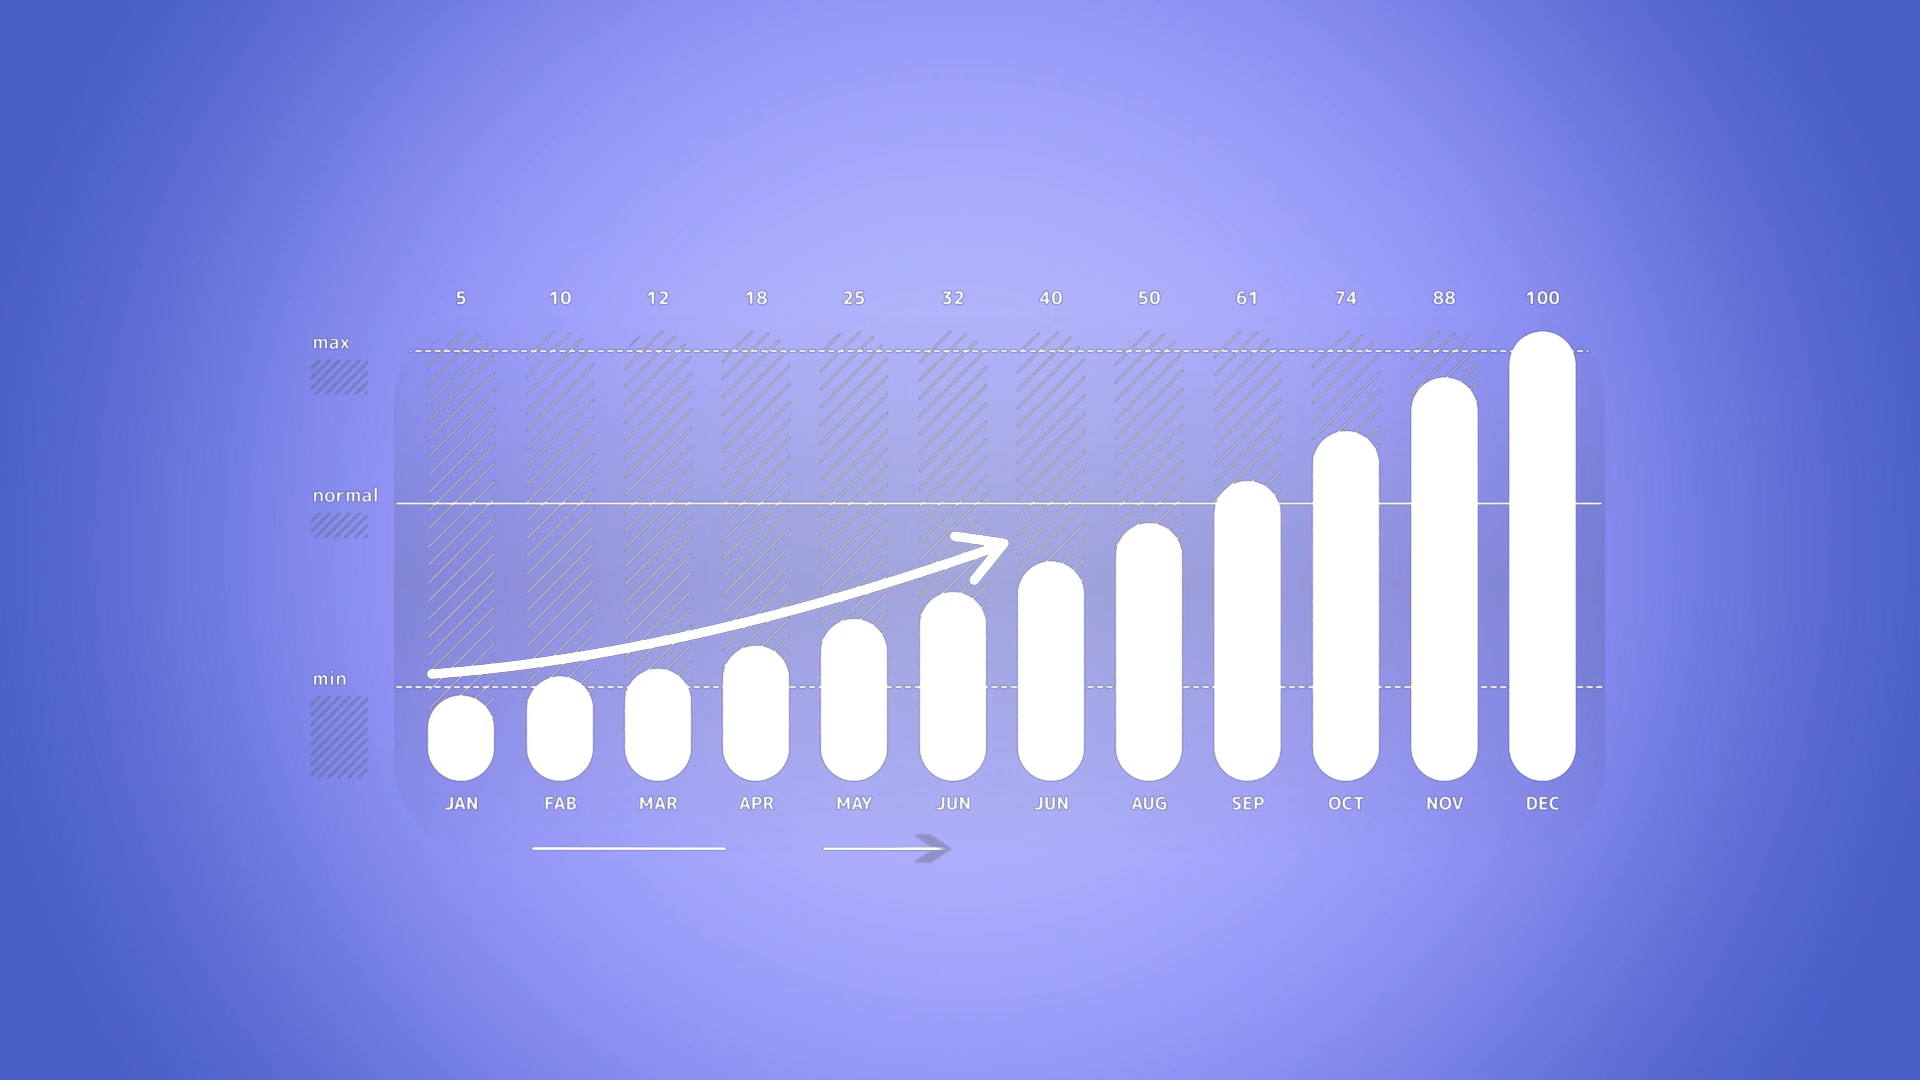 5 10 12 18 25 32 40 50 61 74 88 100
max
normal
min
JAN FAB MAR APR MAY JUN JUN AUG SEP OCT NOV DEC